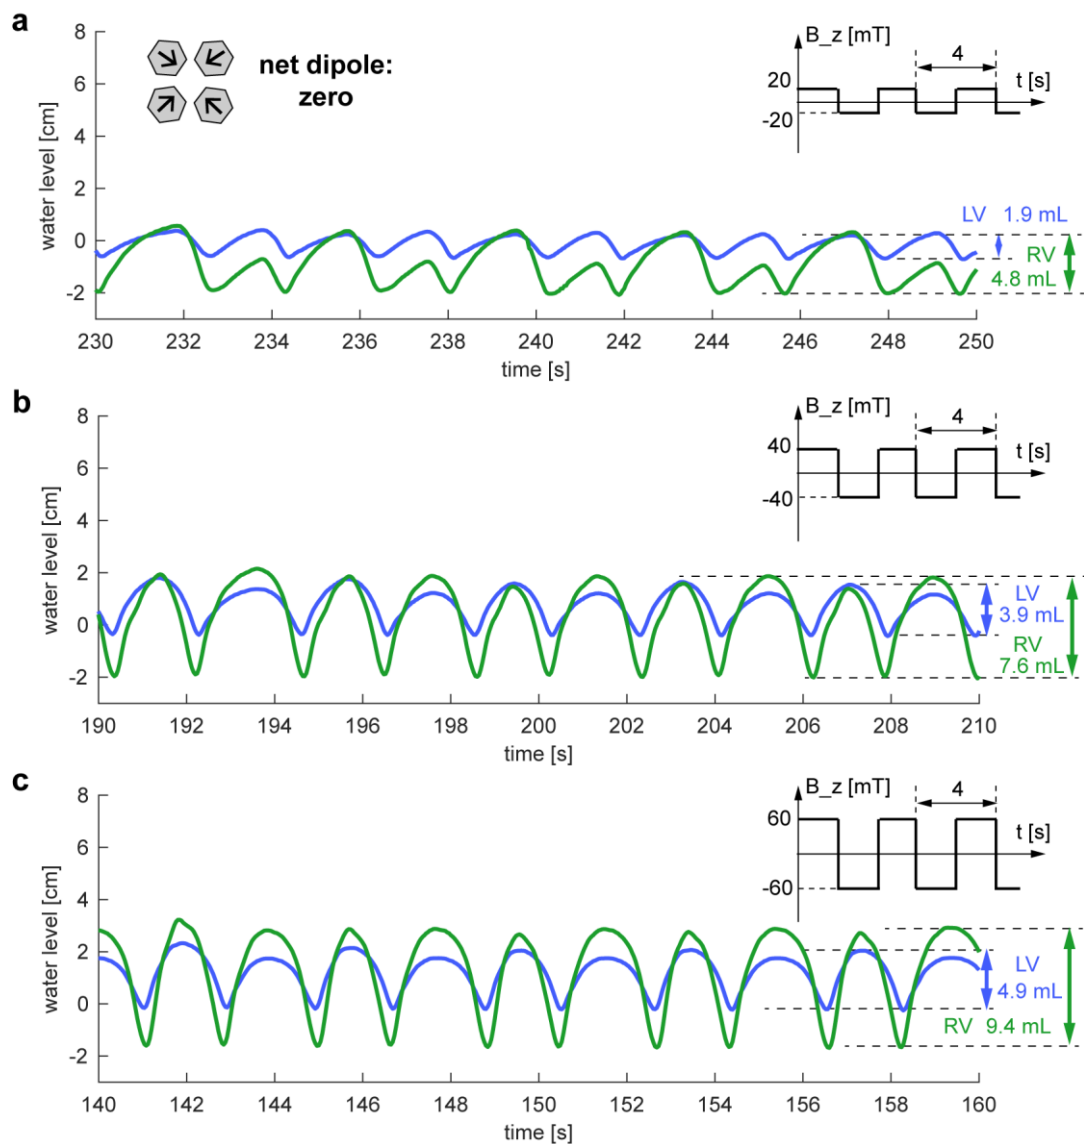 a
net dipole:
zero
B_z [mT]
4
t [s]
20
-20
8
6
4
2
0
-2
water level [cm]
LV 1.9 mL
RV
4.8 mL
230 232 234 236 238 240 242 244 246 248 250
time [s]
b
B_z [mT]
4
t [s]
40
-40
8
6
4
2
0
-2
water level [cm]
LV
3.9 mL
RV
7.6 mL
190 192 194 196 198 200 202 204 206 208 210
time [s]
c
B_z [mT]
4
t [s]
60
-60
8
6
4
2
0
-2
water level [cm]
LV
4.9 mL
RV 9.4 mL
140 142 144 146 148 150 152 154 156 158 160
time [s]